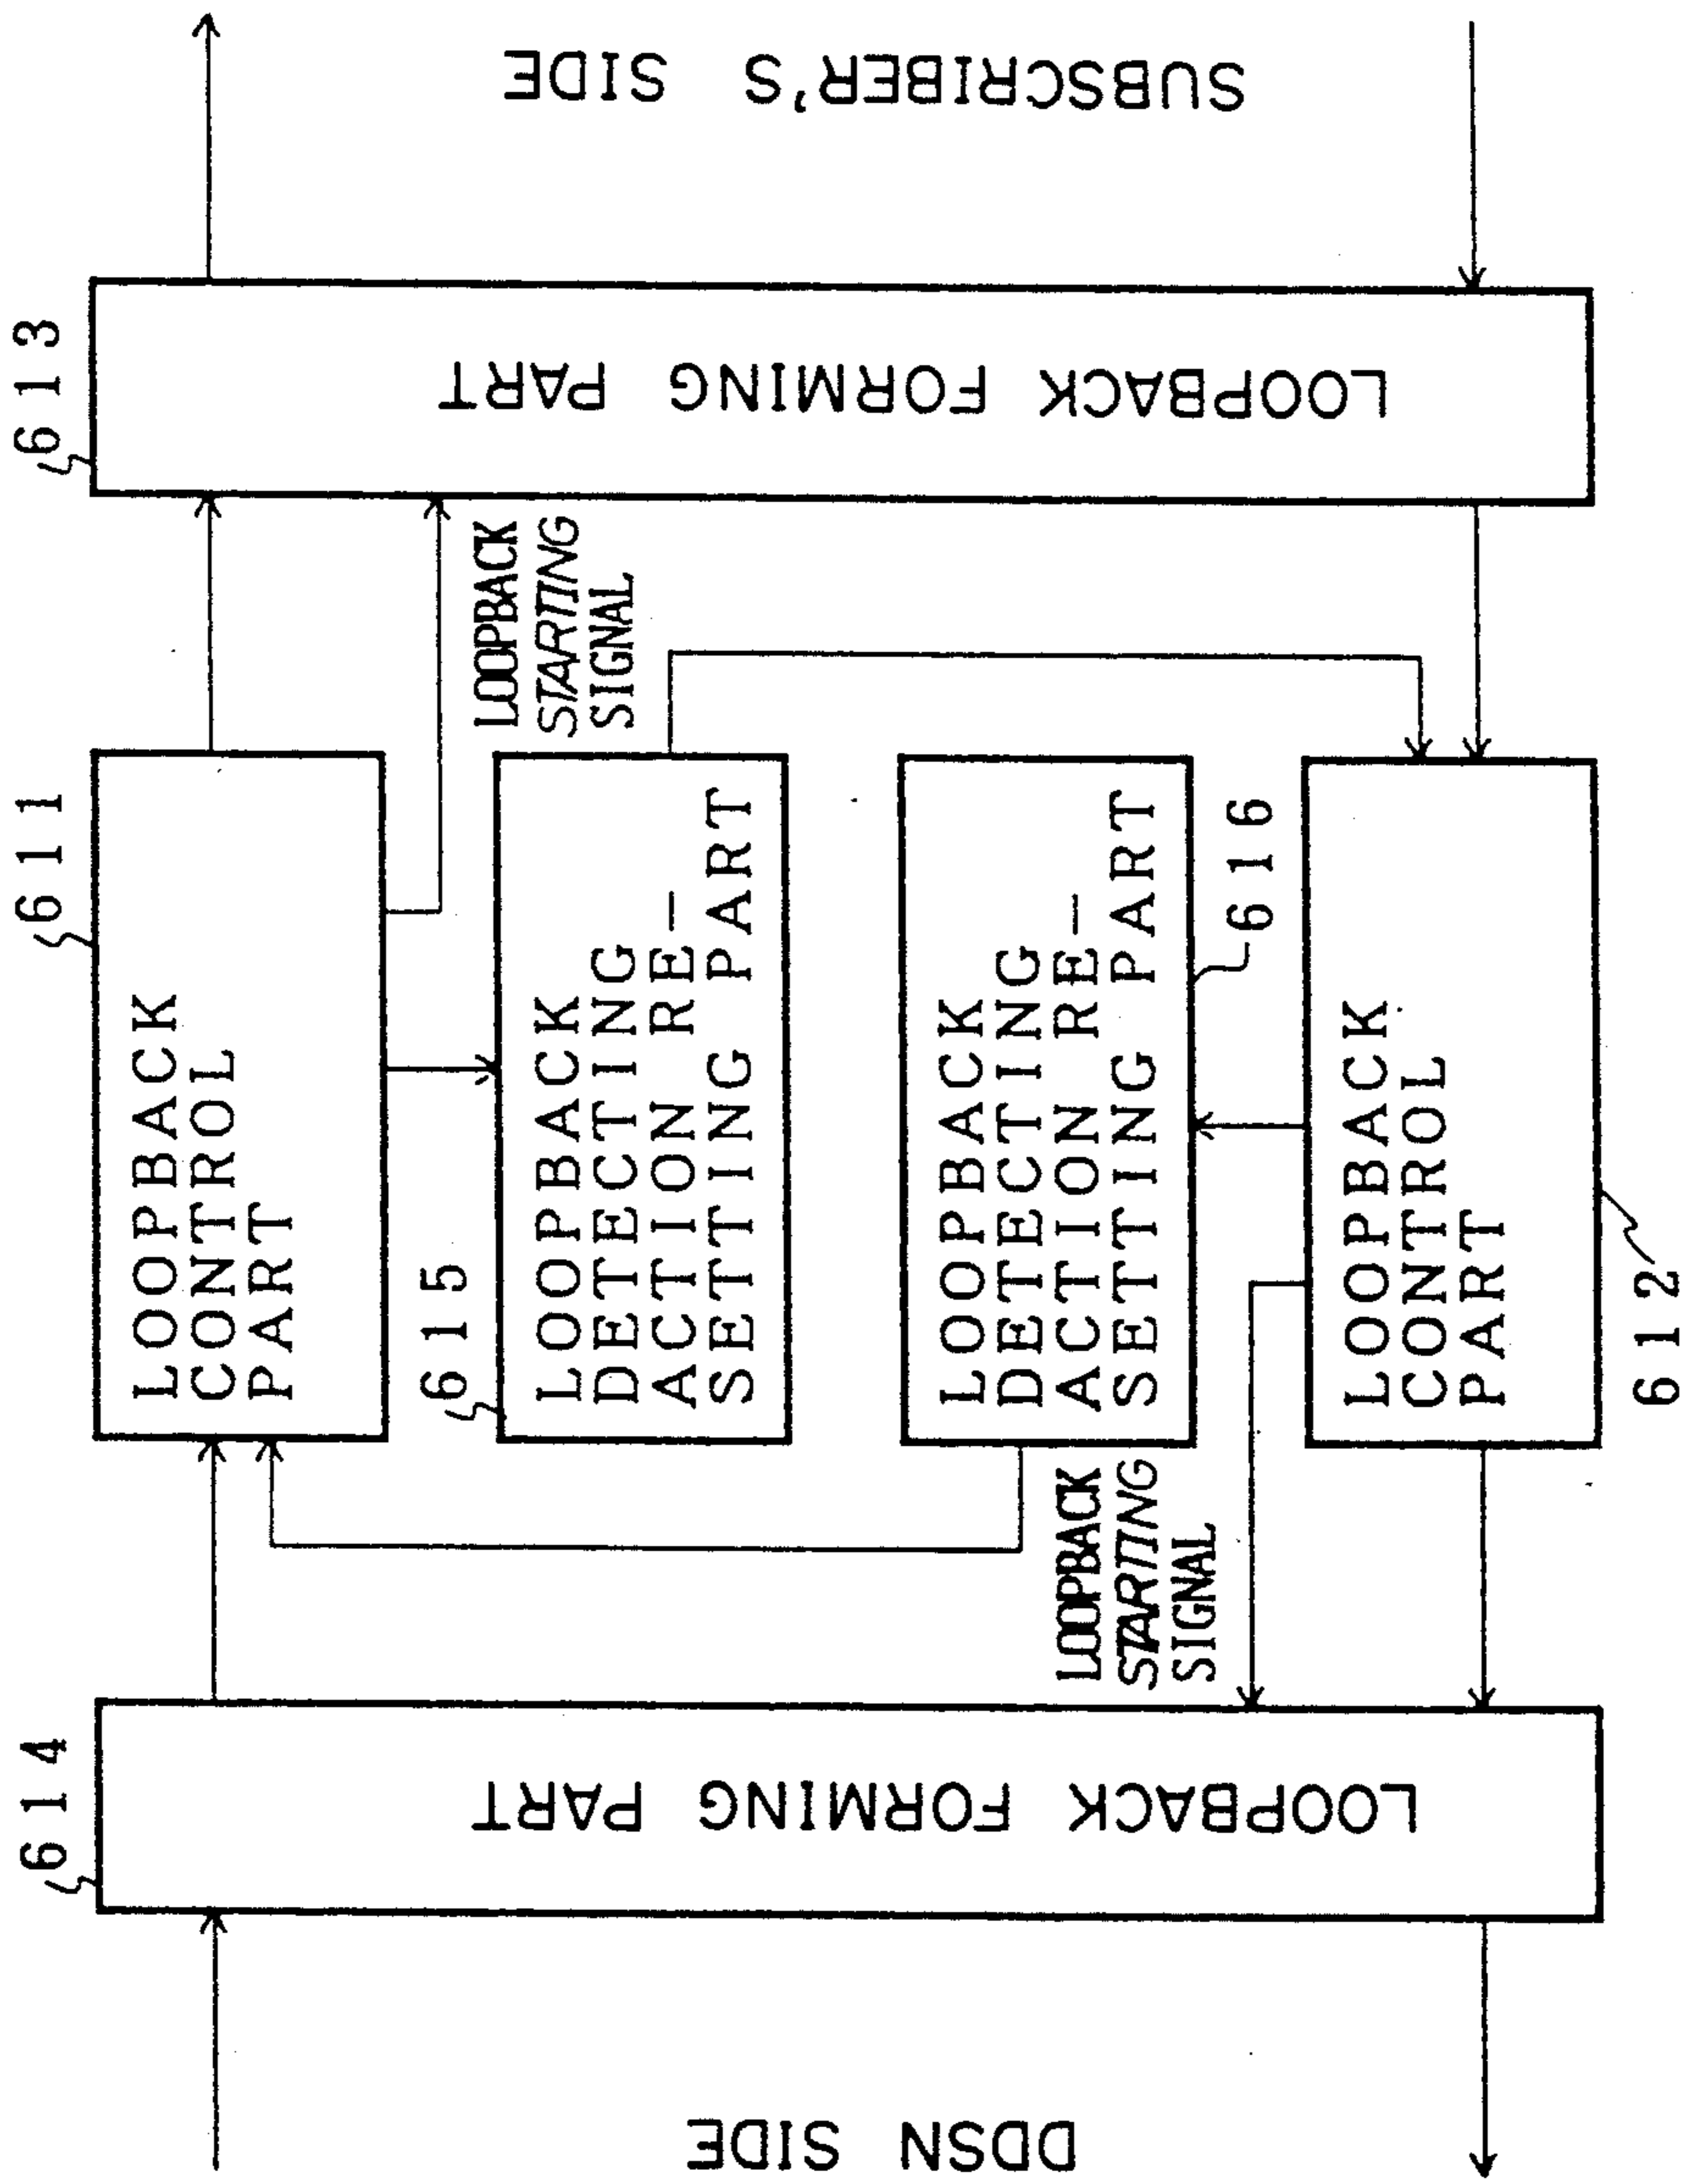 614
611
613
DDSN SIDE
LOOPBACK FORMING PART
LOOPBACK
CONTROL
PART
615
LOOPBACK
STARTING
SIGNAL
LOOPBACK
DETECTING
ACTION RE-
SETTING PART
LOOPBACK
DETECTING
ACTION RE-
SETTING PART
616
LOOPBACK
STARTING
SIGNAL
LOOPBACK
CONTROL
PART
612
LOOPBACK FORMING PART
SUBSCRIBER'S SIDE